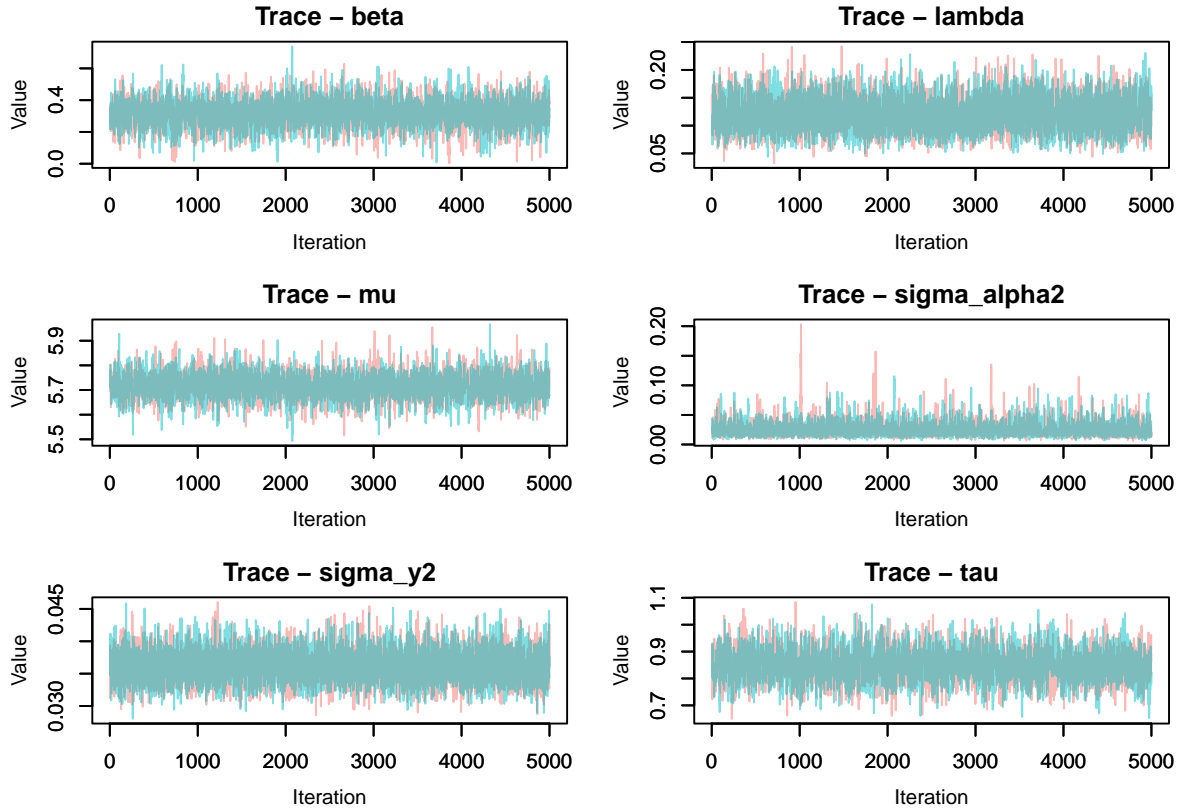 Trace − beta
Value
0.0 0.4
0 1000 2000 3000 4000 5000
Iteration
Trace − lambda
Value
0.05 0.20
0 1000 2000 3000 4000 5000
Iteration
Trace − mu
Value
5.5 5.7 5.9
0 1000 2000 3000 4000 5000
Iteration
Trace − sigma_alpha2
Value
0.00 0.10 0.20
0 1000 2000 3000 4000 5000
Iteration
Trace − sigma_y2
Value
0.030 0.045
0 1000 2000 3000 4000 5000
Iteration
Trace − tau
Value
0.7 0.9 1.1
0 1000 2000 3000 4000 5000
Iteration